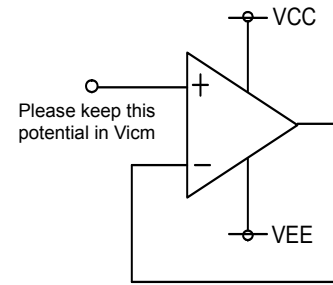 VCC
+
Please keep this
potential in Vicm
−
VEE